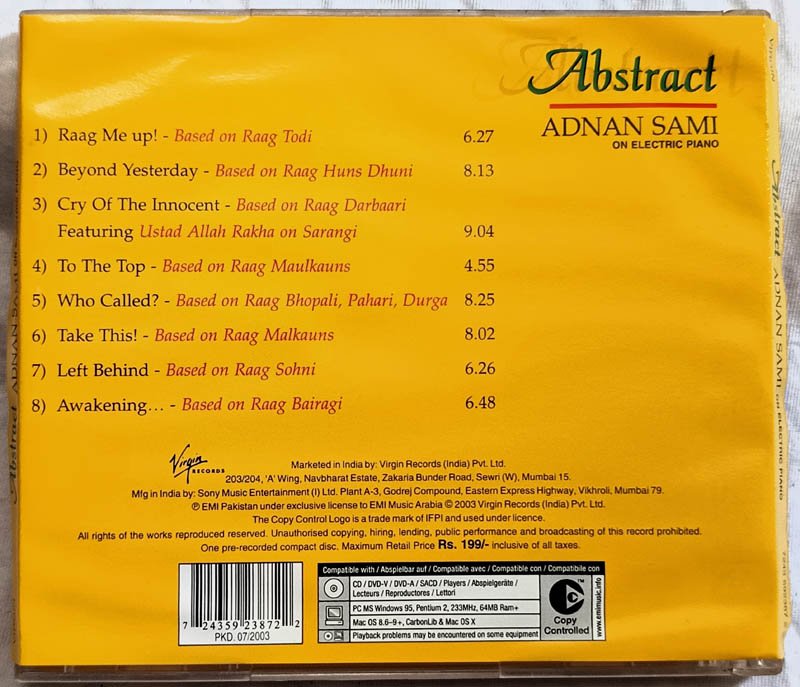 Abstract
ADNAN SAMI
ON ELECTRIC PIANO
1) Raag Me up! - Based on Raag Todi 6.27
2) Beyond Yesterday - Based on Raag Huns Dhuni 8.13
3) Cry Of The Innocent - Based on Raag Darbaari
Featuring Ustad Allah Rakha on Sarangi 9.04
4) To The Top - Based on Raag Maulkauns 4.55
5) Who Called? - Based on Raag Bhopali, Pahari, Durga 8.25
6) Take This! - Based on Raag Malkauns 8.02
7) Left Behind - Based on Raag Sohni 6.26
8) Awakening... - Based on Raag Bairagi 6.48
Virgin
RECORDS
Marketed in India by: Virgin Records (India) Pvt. Ltd.
203/204, 'A' Wing, Navbharat Estate, Zakaria Bunder Road, Sewri (W), Mumbai 15.
Mfg in India by: Sony Music Entertainment (I) Ltd. Plant A-3, Godrej Compound, Eastern Express Highway, Vikhroli, Mumbai 79.
℗ EMI Pakistan under exclusive license to EMI Music Arabia © 2003 Virgin Records (India) Pvt. Ltd.
The Copy Control Logo is a trade mark of IFPI and used under licence.
All rights of the works reproduced reserved. Unauthorised copying, hiring, lending, public performance and broadcasting of this record prohibited.
One pre-recorded compact disc. Maximum Retail Price Rs. 199/- inclusive of all taxes.
7 24359 23872 2
PKD. 07/2003
Compatible with / Abspielbar auf / Compatible avec / Compatible con / Compatibile con
CD / DVD-V / DVD-A / SACD / Players / Abspielgeräte /
Lecteurs / Reproductores / Lettori
PC MS Windows 95, Pentium 2, 233MHz, 64MB Ram+
Mac OS 8.6-9+, CarbonLib & Mac OS X
Playback problems may be encountered on some equipment
Copy
Controlled
www.emimusic.info
Abstract ADNAN SAMI
Abstract ADNAN SAMI ON ELECTRIC PIANO